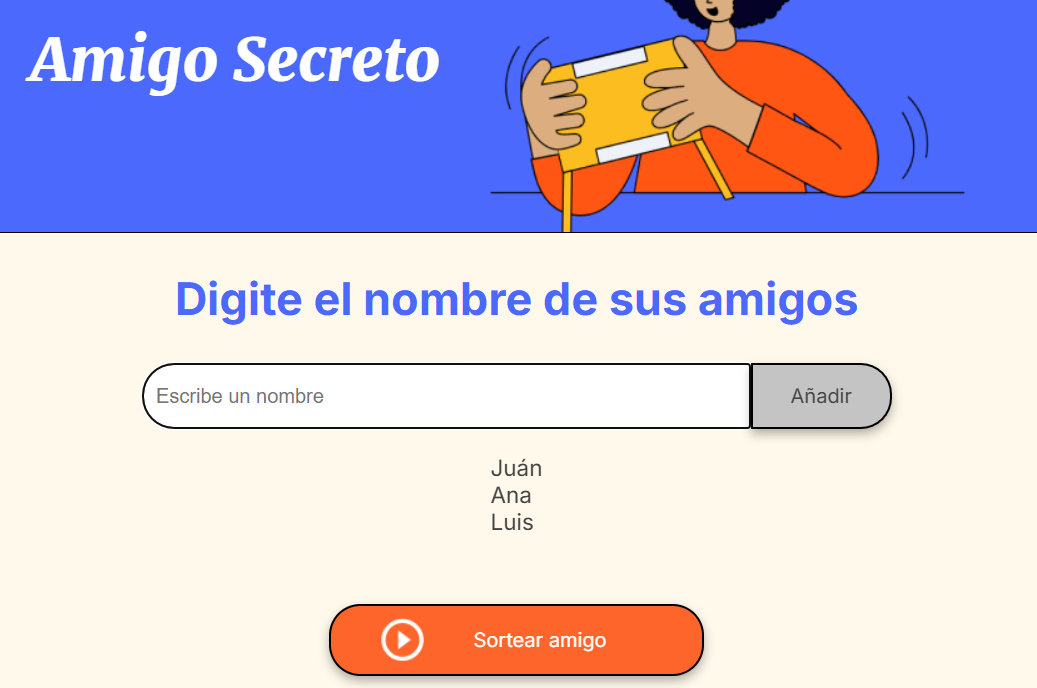 Amigo Secreto
Digite el nombre de sus amigos
Escribe un nombre
Añadir
Juán
Ana
Luis
Sortear amigo